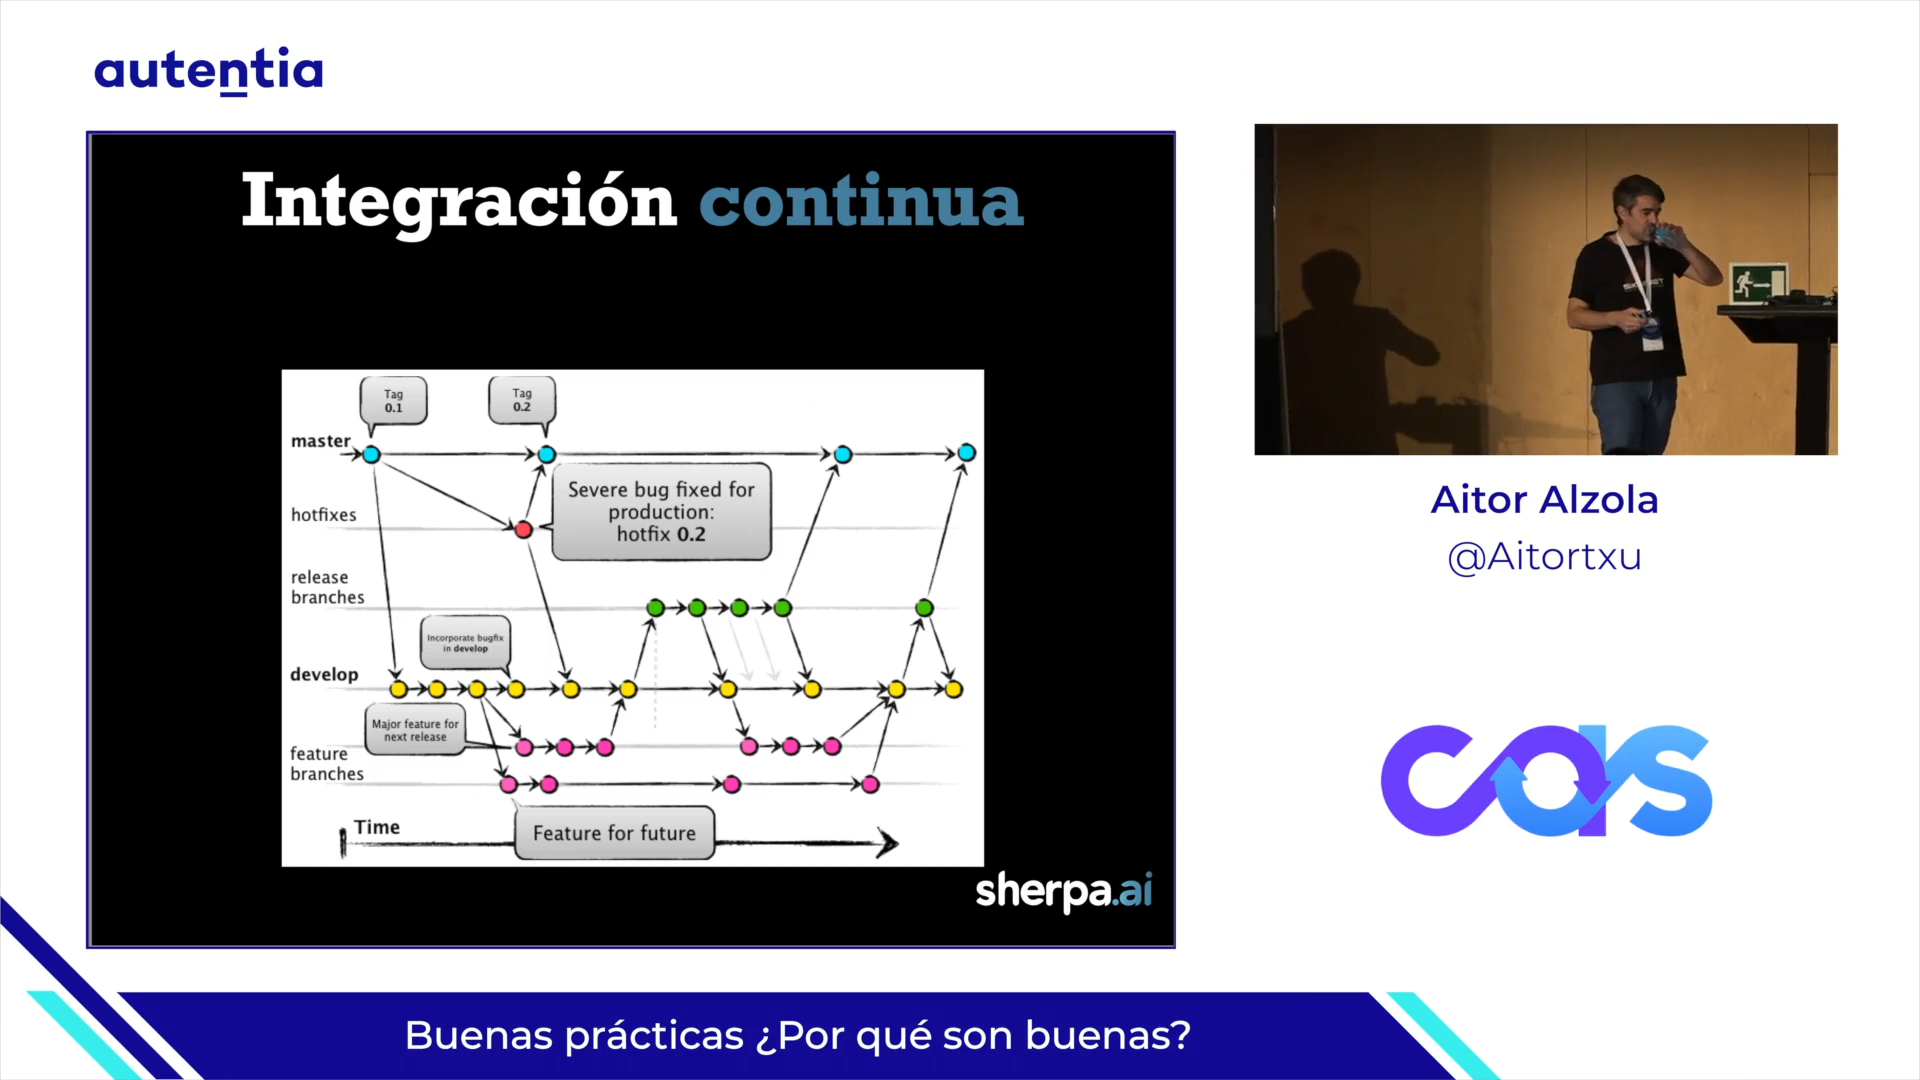 autentia
Integración continua
Tag
0.1
Tag
0.2
master
Severe bug fixed for
production:
hotfix 0.2
hotfixes
release
branches
Incorporate bugfix
in develop
develop
Major feature for
next release
feature
branches
Feature for future
Time
sherpa.ai
Aitor Alzola
@Aitortxu
cas
Buenas prácticas ¿Por qué son buenas?